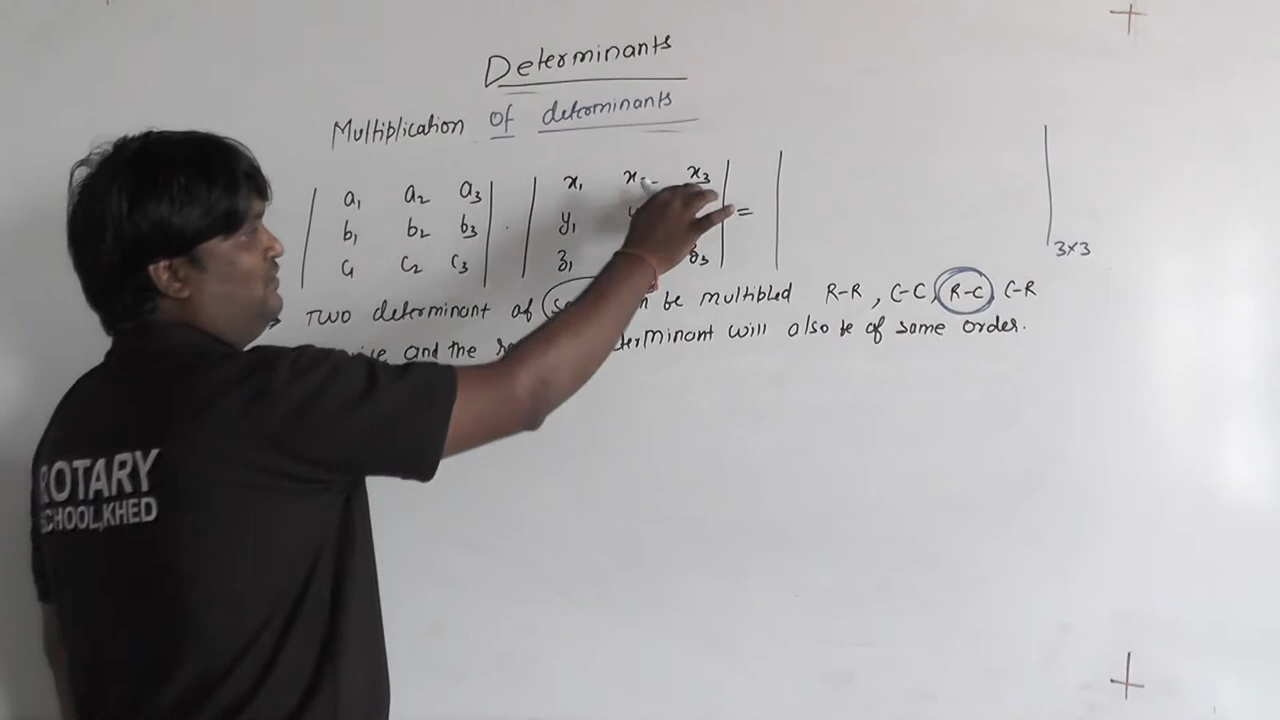 Determinants
Multiplication of determinants
| a₁ a₂ a₃ | . | x₁ x₂ x₃ | = | |
| b₁ b₂ b₃ | | y₁ |
| c₁ c₂ c₃ | | z₁ z₃ | 3×3
Two determinant of be multiplied R-R, C-C, R-C, C-R
and the will also be of same order.
ROTARY
SCHOOL,KHED